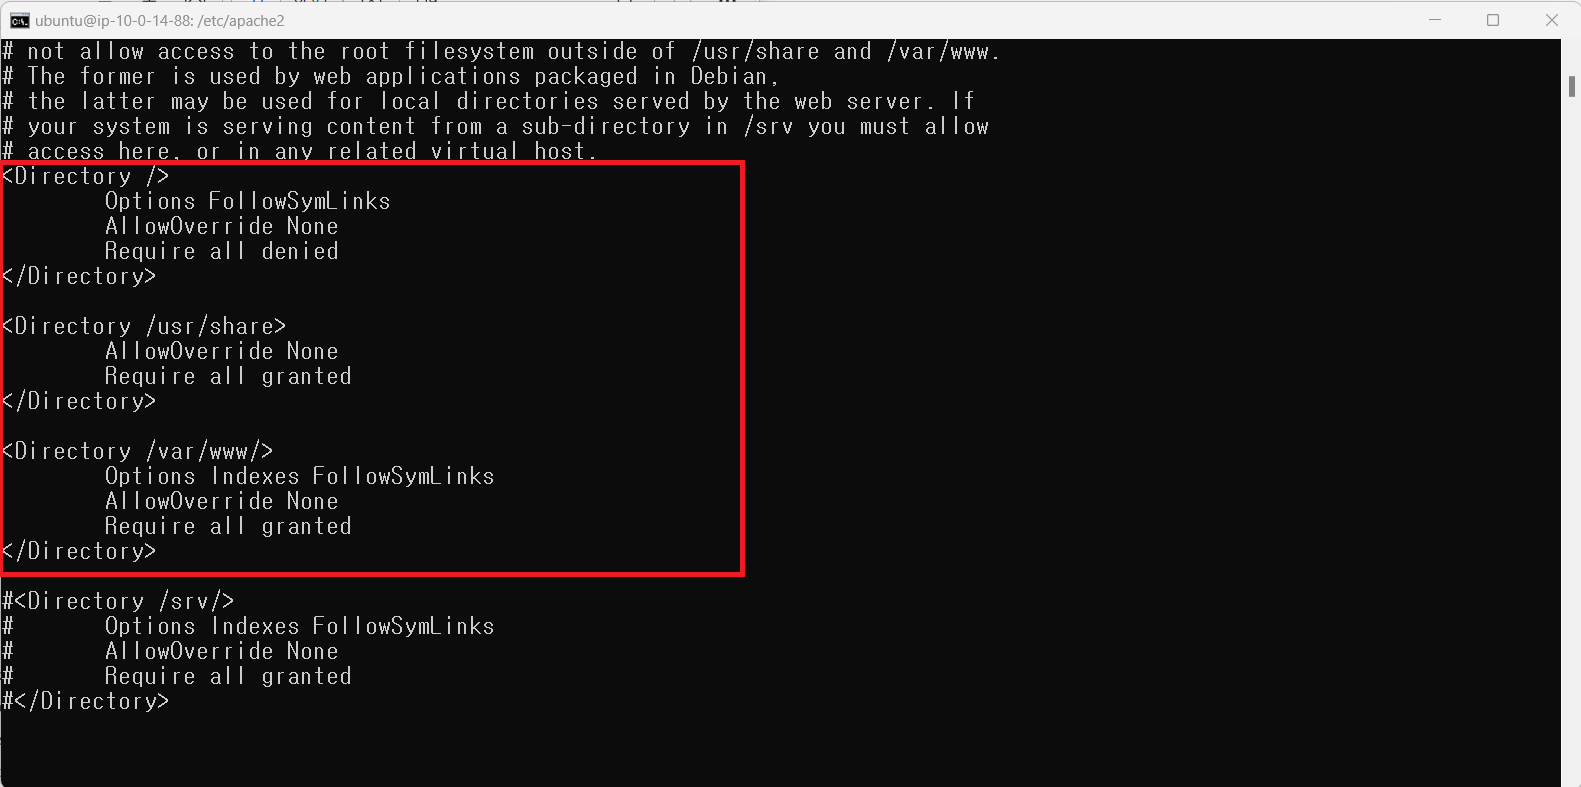 ubuntu@ip-10-0-14-88: /etc/apache2
# not allow access to the root filesystem outside of /usr/share and /var/www.
# The former is used by web applications packaged in Debian,
# the latter may be used for local directories served by the web server. If
# your system is serving content from a sub-directory in /srv you must allow
# access here, or in any related virtual host.
<Directory />
        Options FollowSymLinks
        AllowOverride None
        Require all denied
</Directory>

<Directory /usr/share>
        AllowOverride None
        Require all granted
</Directory>

<Directory /var/www/>
        Options Indexes FollowSymLinks
        AllowOverride None
        Require all granted
</Directory>

#<Directory /srv/>
#       Options Indexes FollowSymLinks
#       AllowOverride None
#       Require all granted
#</Directory>